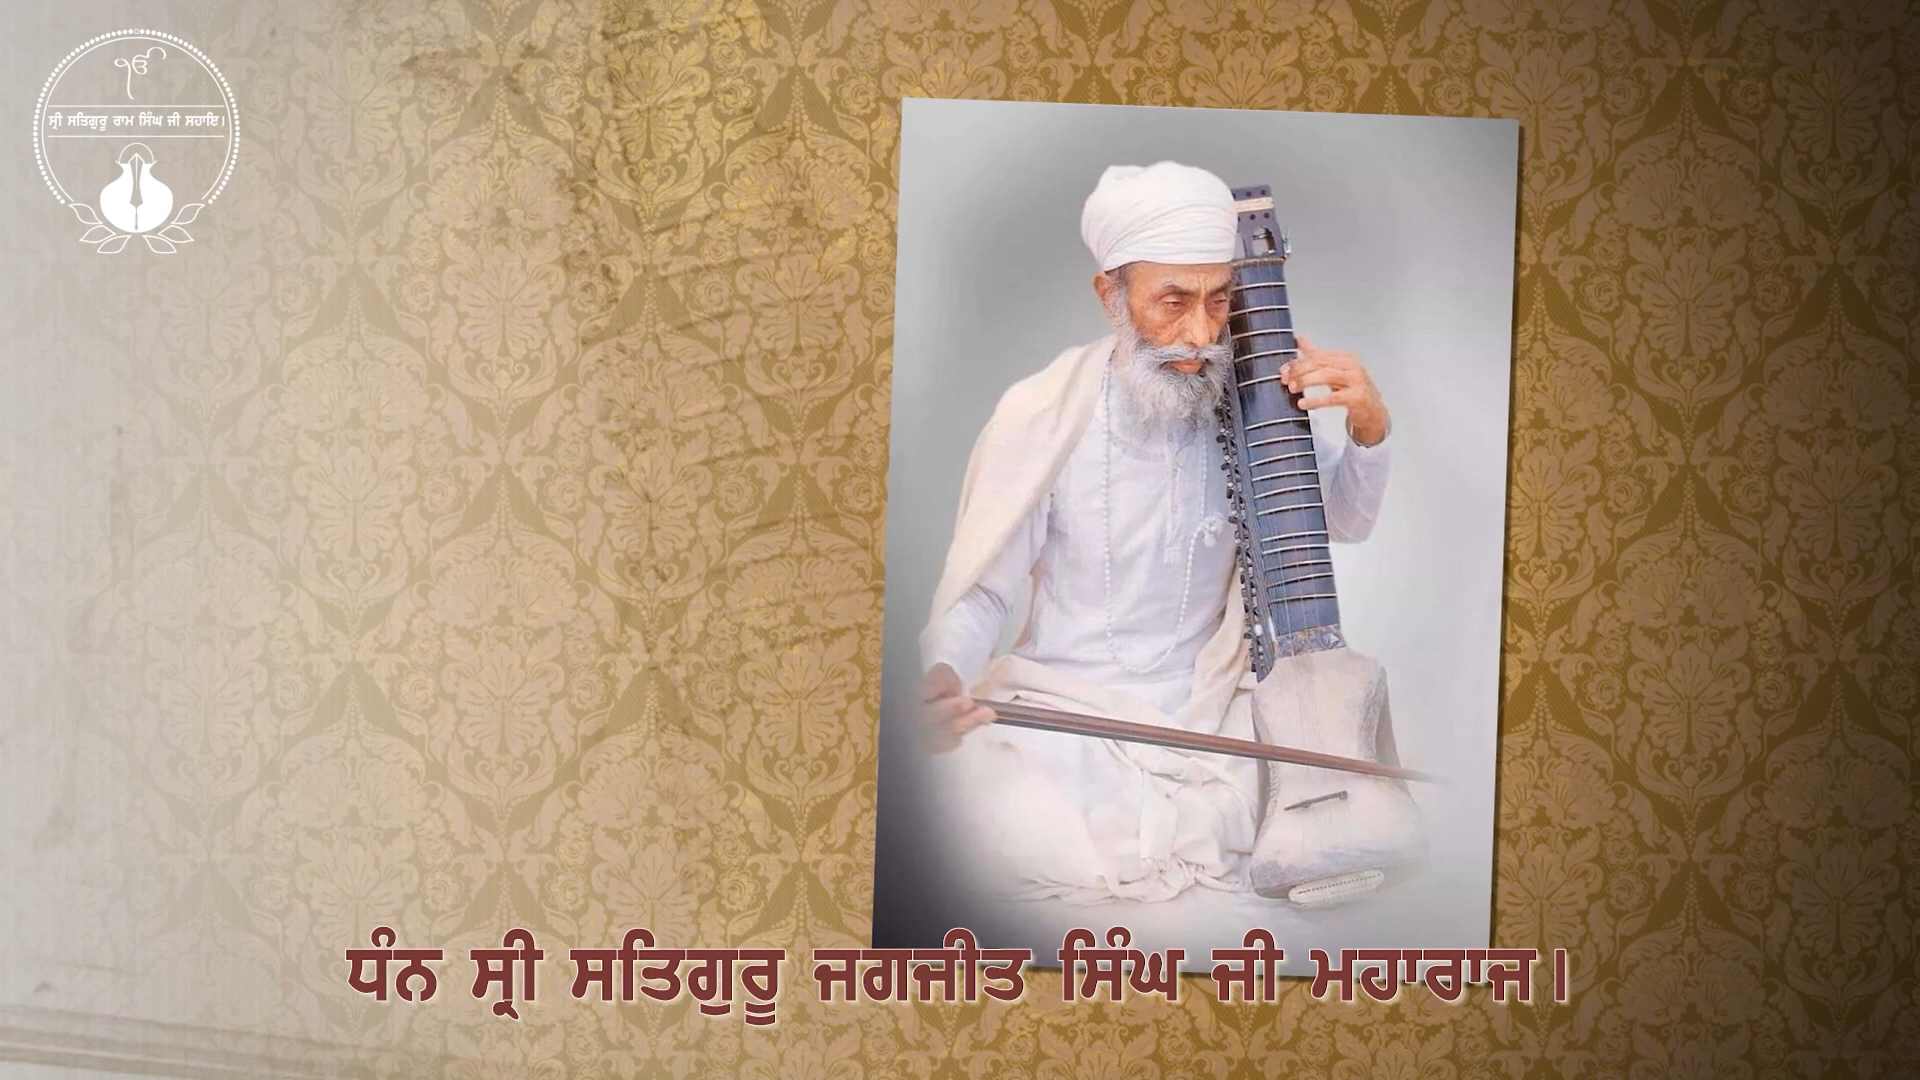 ੴ
ਸ੍ਰੀ ਸਤਿਗੁਰੂ ਰਾਮ ਸਿੰਘ ਜੀ ਸਹਾਇ।
ਧੰਨ ਸ੍ਰੀ ਸਤਿਗੁਰੂ ਜਗਜੀਤ ਸਿੰਘ ਜੀ ਮਹਾਰਾਜ।